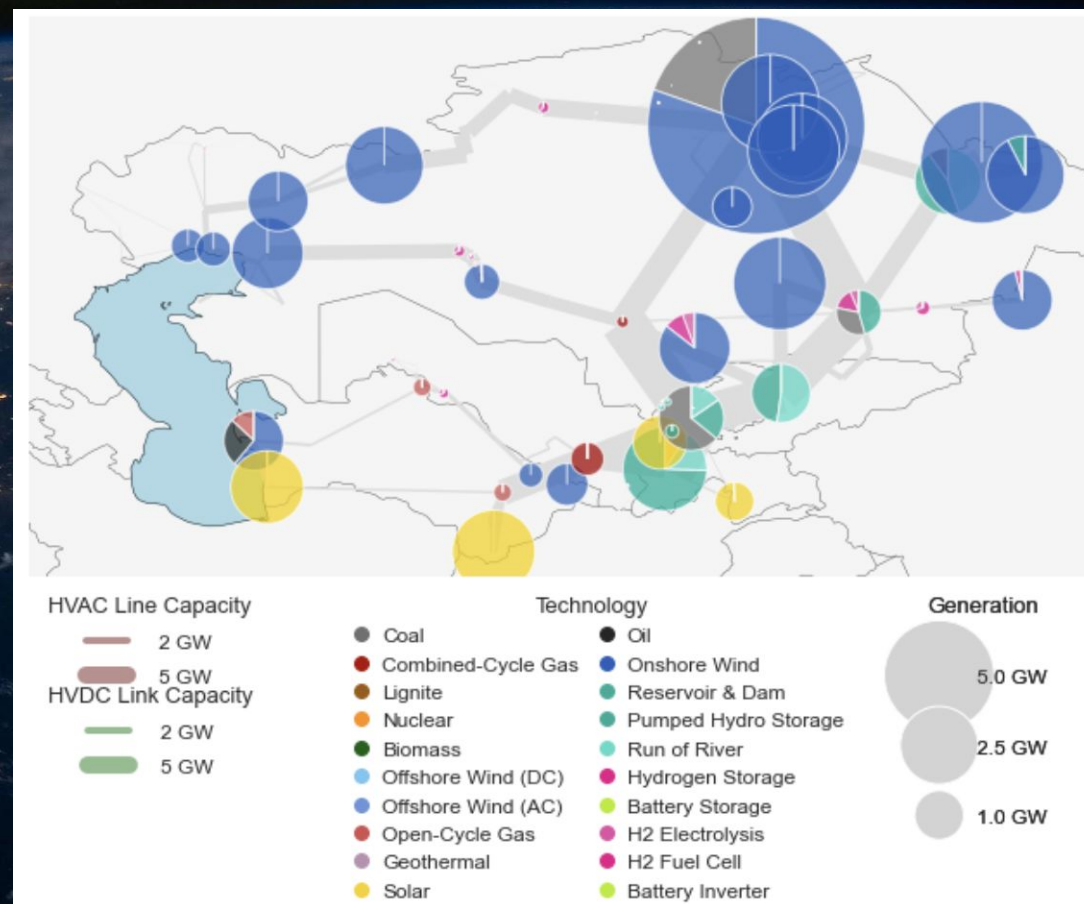 HVAC Line Capacity
2 GW
5 GW
HVDC Link Capacity
2 GW
5 GW
Technology
Coal
Combined-Cycle Gas
Lignite
Nuclear
Biomass
Offshore Wind (DC)
Offshore Wind (AC)
Open-Cycle Gas
Geothermal
Solar
Oil
Onshore Wind
Reservoir & Dam
Pumped Hydro Storage
Run of River
Hydrogen Storage
Battery Storage
H2 Electrolysis
H2 Fuel Cell
Battery Inverter
Generation
5.0 GW
2.5 GW
1.0 GW